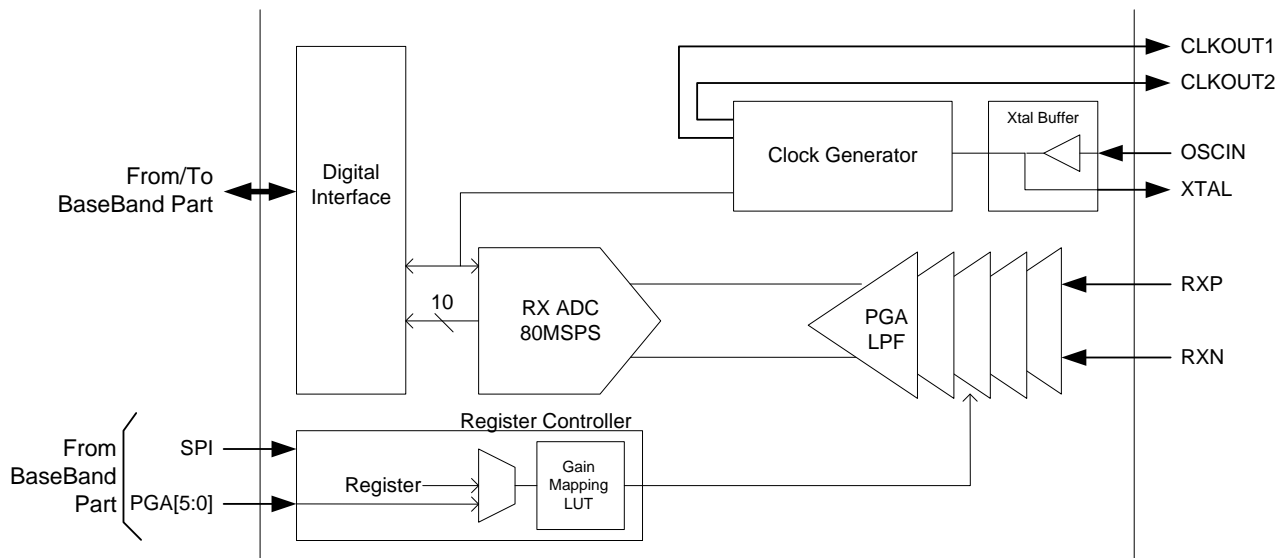 CLKOUT1
CLKOUT2
Xtal Buffer
Clock Generator
OSCIN
XTAL
From/To
BaseBand Part
Digital
Interface
10
RX ADC
80MSPS
PGA
LPF
RXP
RXN
Register Controller
From
BaseBand
Part
SPI
PGA[5:0]
Register
Gain
Mapping
LUT